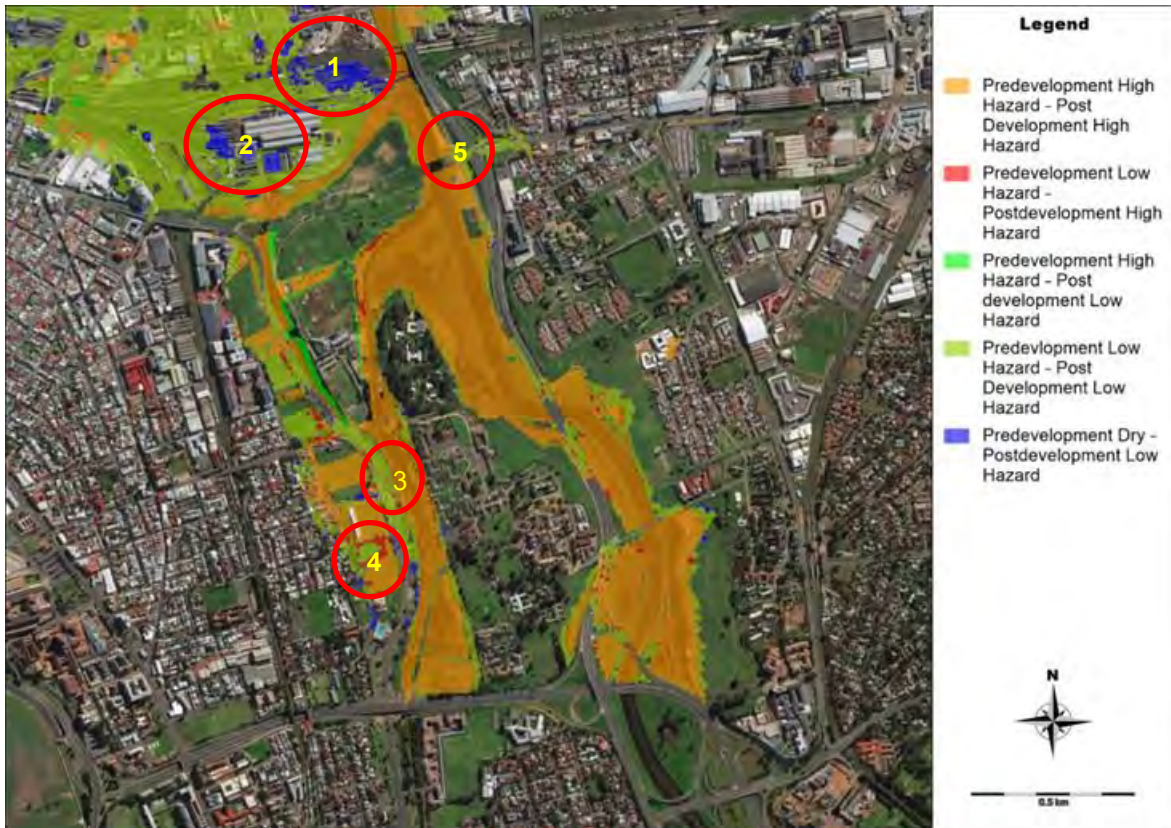 1
2
5
3
4
Legend
Predevelopment High
Hazard - Post
Development High
Hazard
Predevelopment Low
Hazard -
Postdevelopment High
Hazard
Predevelopment High
Hazard - Post
development Low
Hazard
Predevlopment Low
Hazard - Post
Development Low
Hazard
Predevelopment Dry -
Postdevelopment Low
Hazard
N
0.5 km